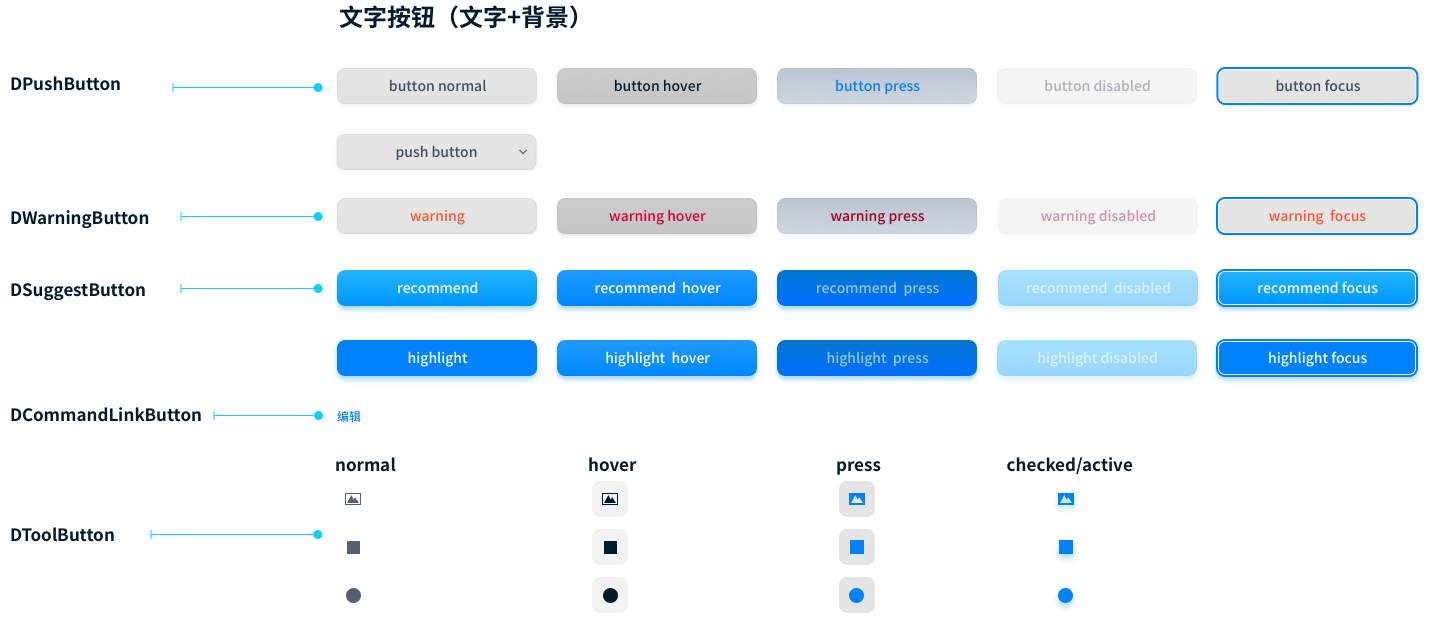 文字按钮（文字+背景）
DPushButton
button normal
button hover
button press
button disabled
button focus
push button
DWarningButton
warning
warning hover
warning press
warning disabled
warning  focus
DSuggestButton
recommend
recommend  hover
recommend  press
recommend  disabled
recommend focus
highlight
highlight  hover
highlight  press
highlight disabled
highlight focus
DCommandLinkButton
编辑
normal
hover
press
checked/active
DToolButton